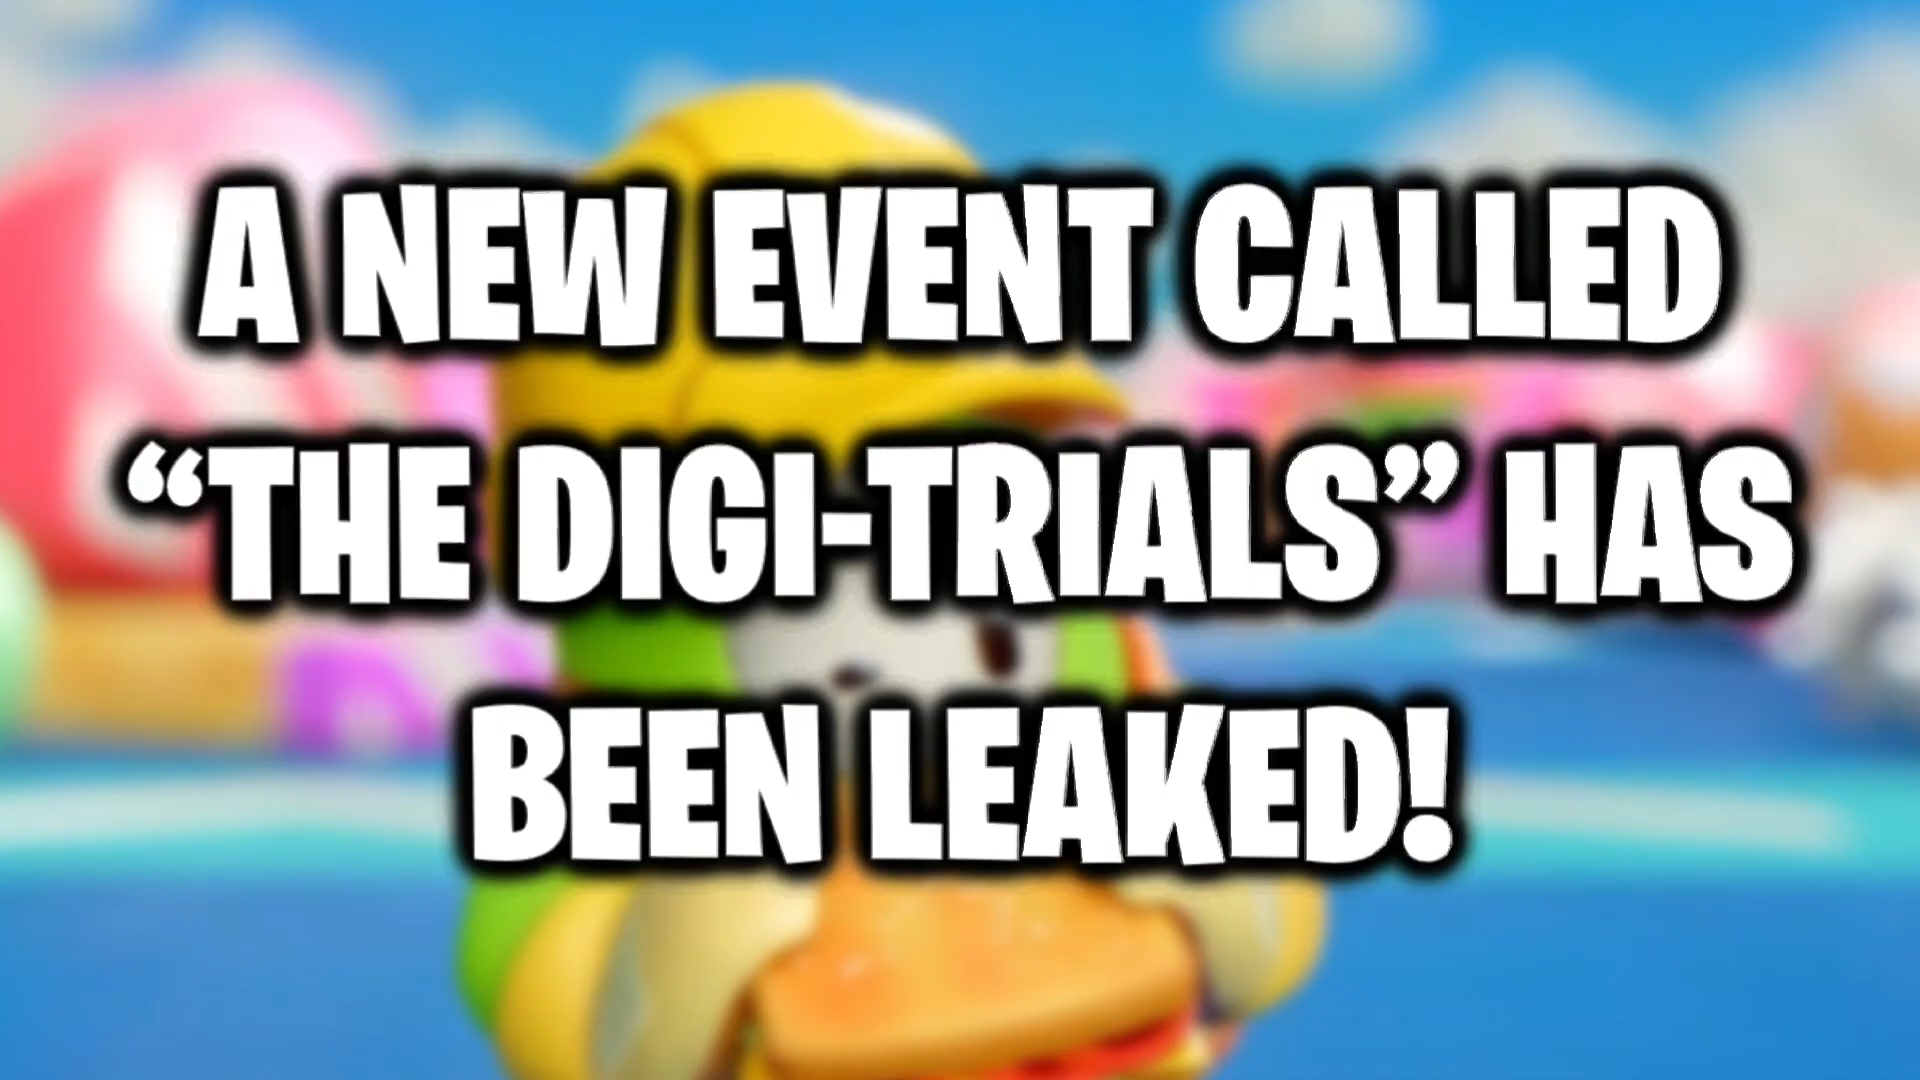 A NEW EVENT CALLED
“THE DIGI-TRIALS” HAS
BEEN LEAKED!